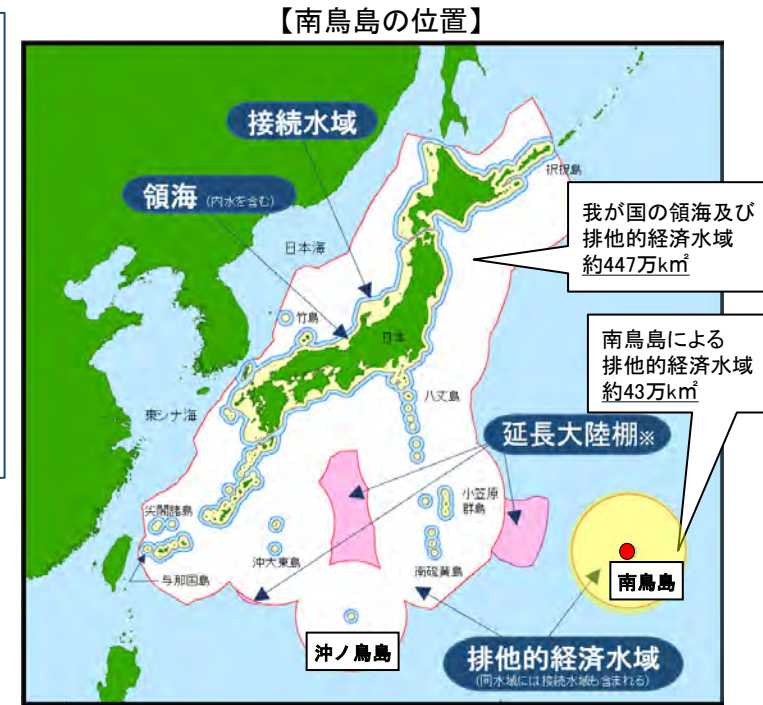 【南鳥島の位置】
接続水域
択捉島
領海 (内水を含む)
我が国の領海及び
排他的経済水域
約447万k㎡
日本海
竹島
日本
南鳥島による
排他的経済水域
約43万k㎡
八丈島
東シナ海
延長大陸棚※
小笠原
群島
尖閣諸島
沖大東島
南硫黄島
与那国島
南鳥島
沖ノ鳥島
排他的経済水域
(同水域には接続水域も含まれる)